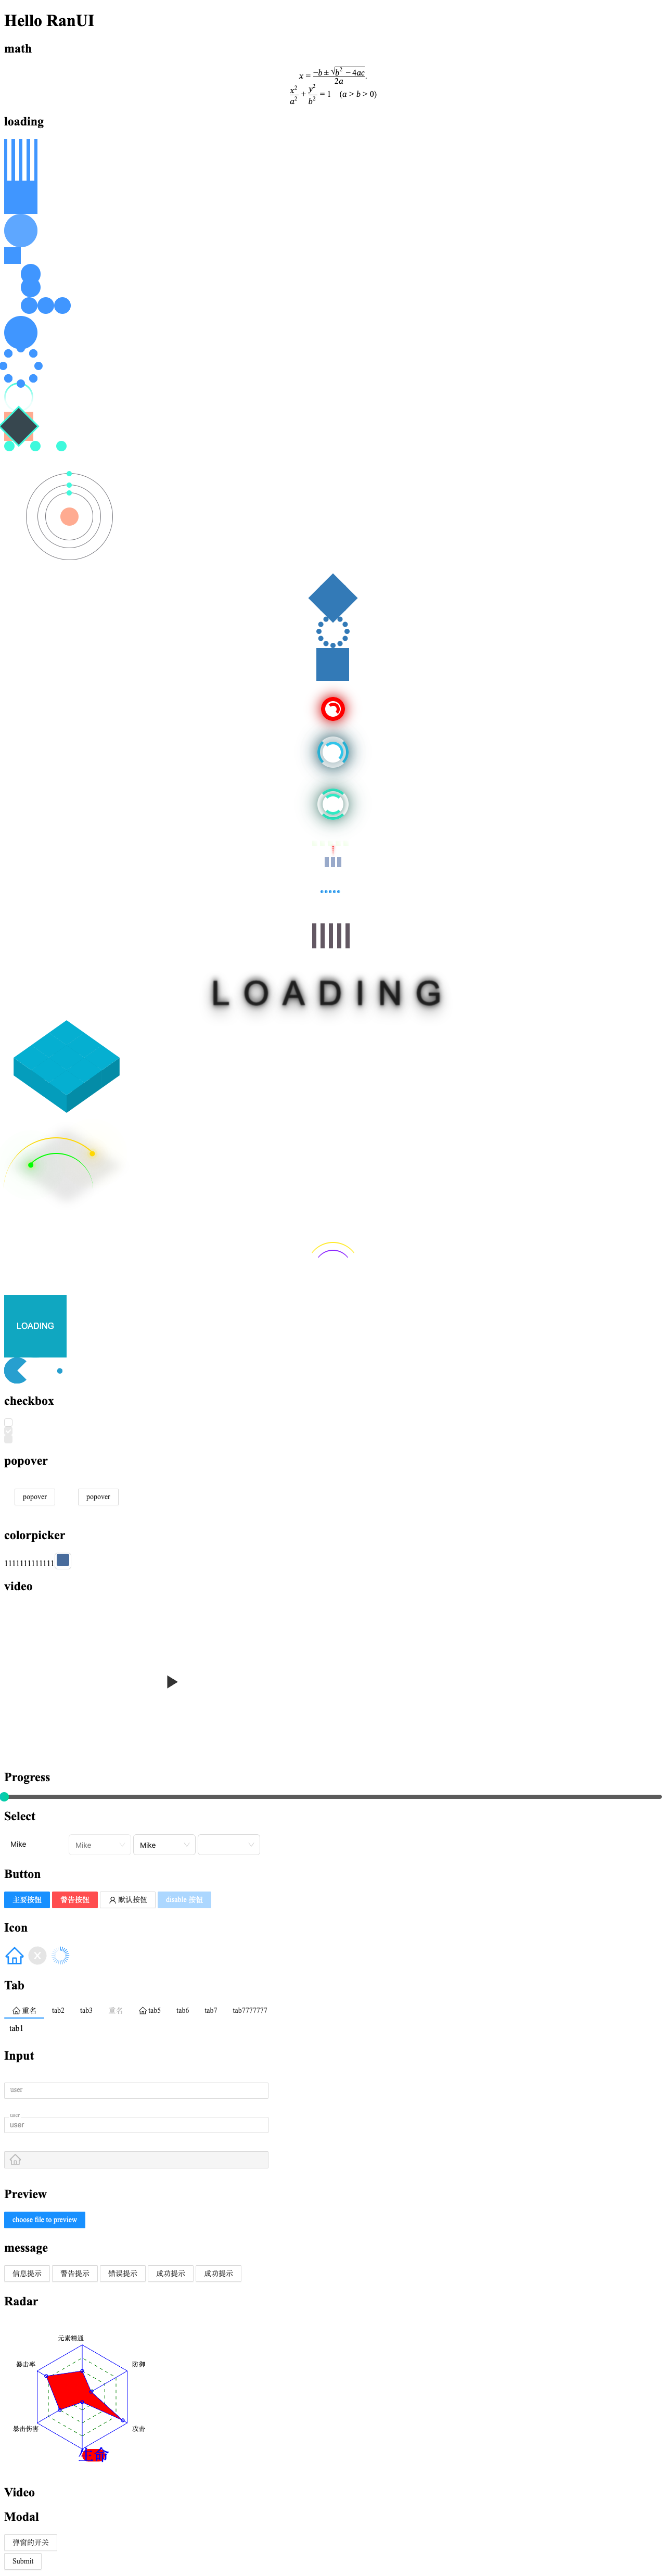 Hello RanUI
math
x = \frac{-b \pm \sqrt{b^2 - 4ac}}{2a}.
\frac{x^2}{a^2} + \frac{y^2}{b^2} = 1 (a > b > 0)
loading
LOADING
LOADING
checkbox
popover
popover popover
colorpicker
1111111111111
video
Progress
Select
Mike Mike Mike
Button
主要按钮 警告按钮 默认按钮 disable 按钮
Icon
Tab
重名 tab2 tab3 重名 tab5 tab6 tab7 tab7777777
tab1
Input
user
user
user
Preview
choose file to preview
message
信息提示 警告提示 错误提示 成功提示 成功提示
Radar
元素精通
暴击率 防御
暴击伤害 攻击
生命
Video
Modal
弹窗的开关
Submit